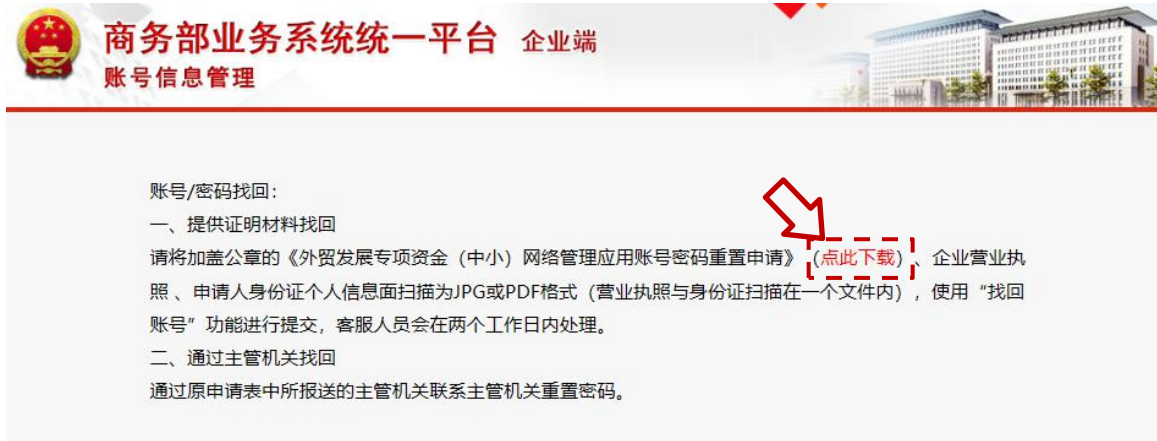 商务部业务系统统一平台 企业端
账号信息管理
账号/密码找回：
一、提供证明材料找回
请将加盖公章的《外贸发展专项资金（中小）网络管理应用账号密码重置申请》（点此下载）、企业营业执
照 、申请人身份证个人信息面扫描为JPG或PDF格式（营业执照与身份证扫描在一个文件内），使用“找回
账号”功能进行提交，客服人员会在两个工作日内处理。
二、通过主管机关找回
通过原申请表中所报送的主管机关联系主管机关重置密码。